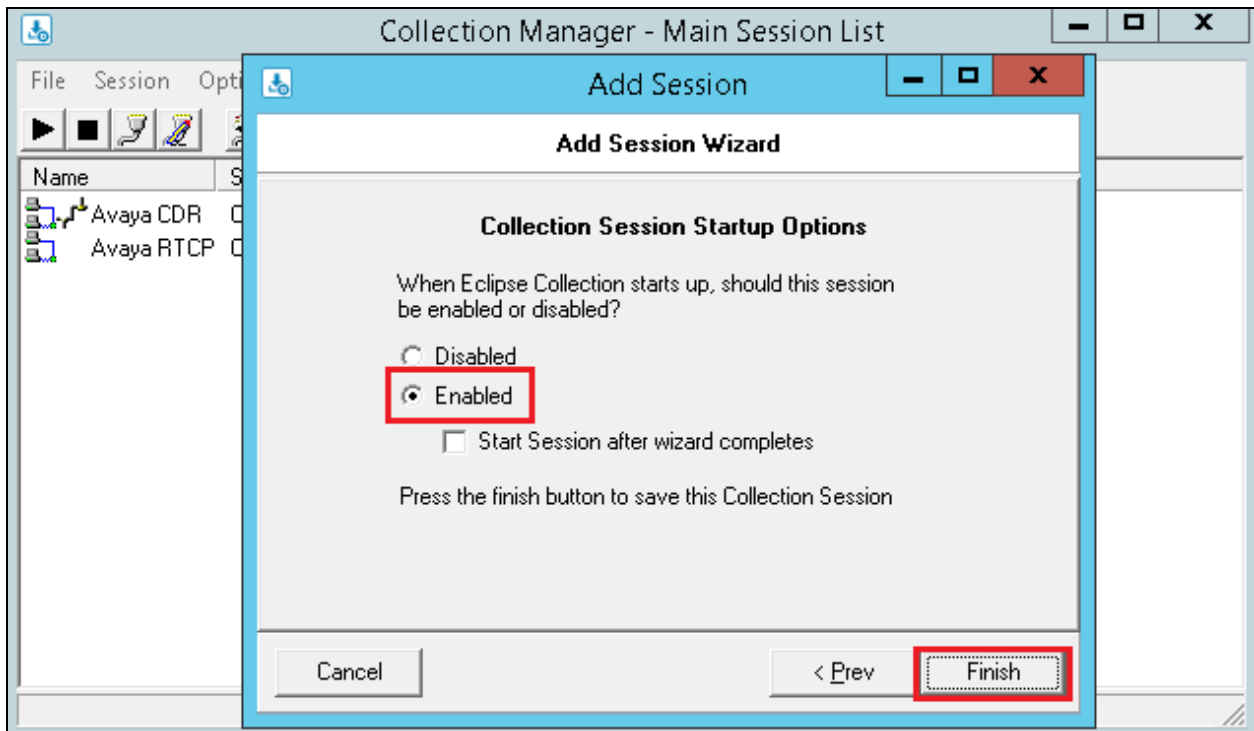 Collection Manager - Main Session List
File Session Opti
Add Session
Add Session Wizard
Name S
Avaya CDR C
Avaya RTCP C
Collection Session Startup Options
When Eclipse Collection starts up, should this session
be enabled or disabled?
Disabled
Enabled
Start Session after wizard completes
Press the finish button to save this Collection Session
Cancel
< Prev
Finish